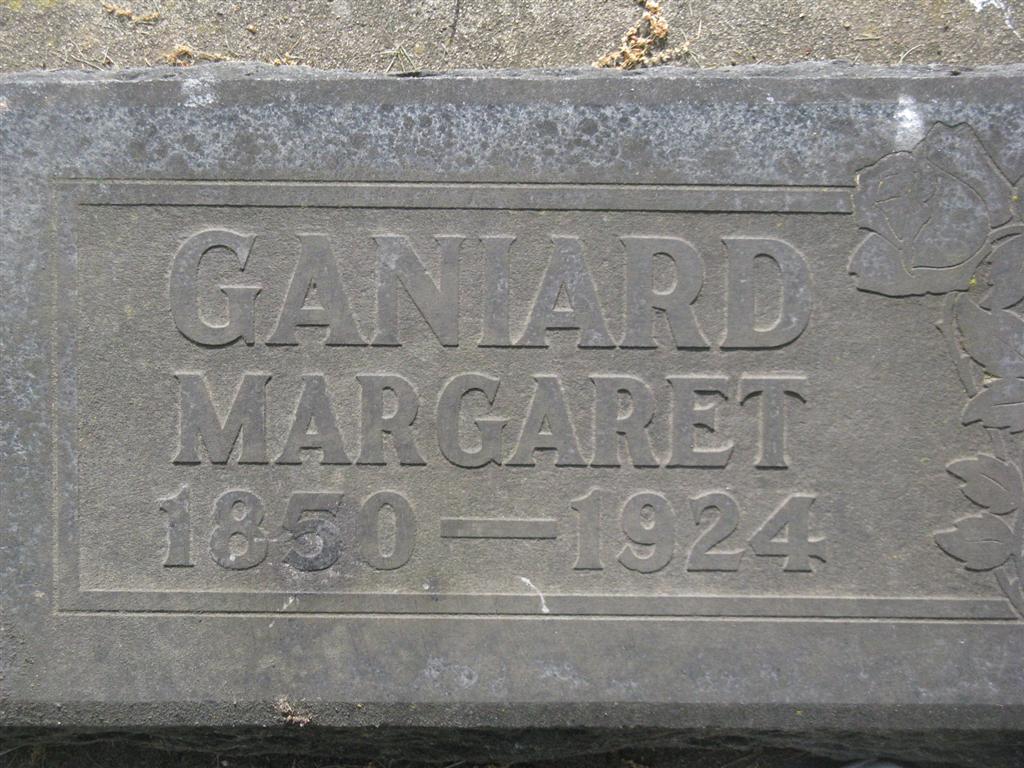 GANIARD
MARGARET
1850 — 1924